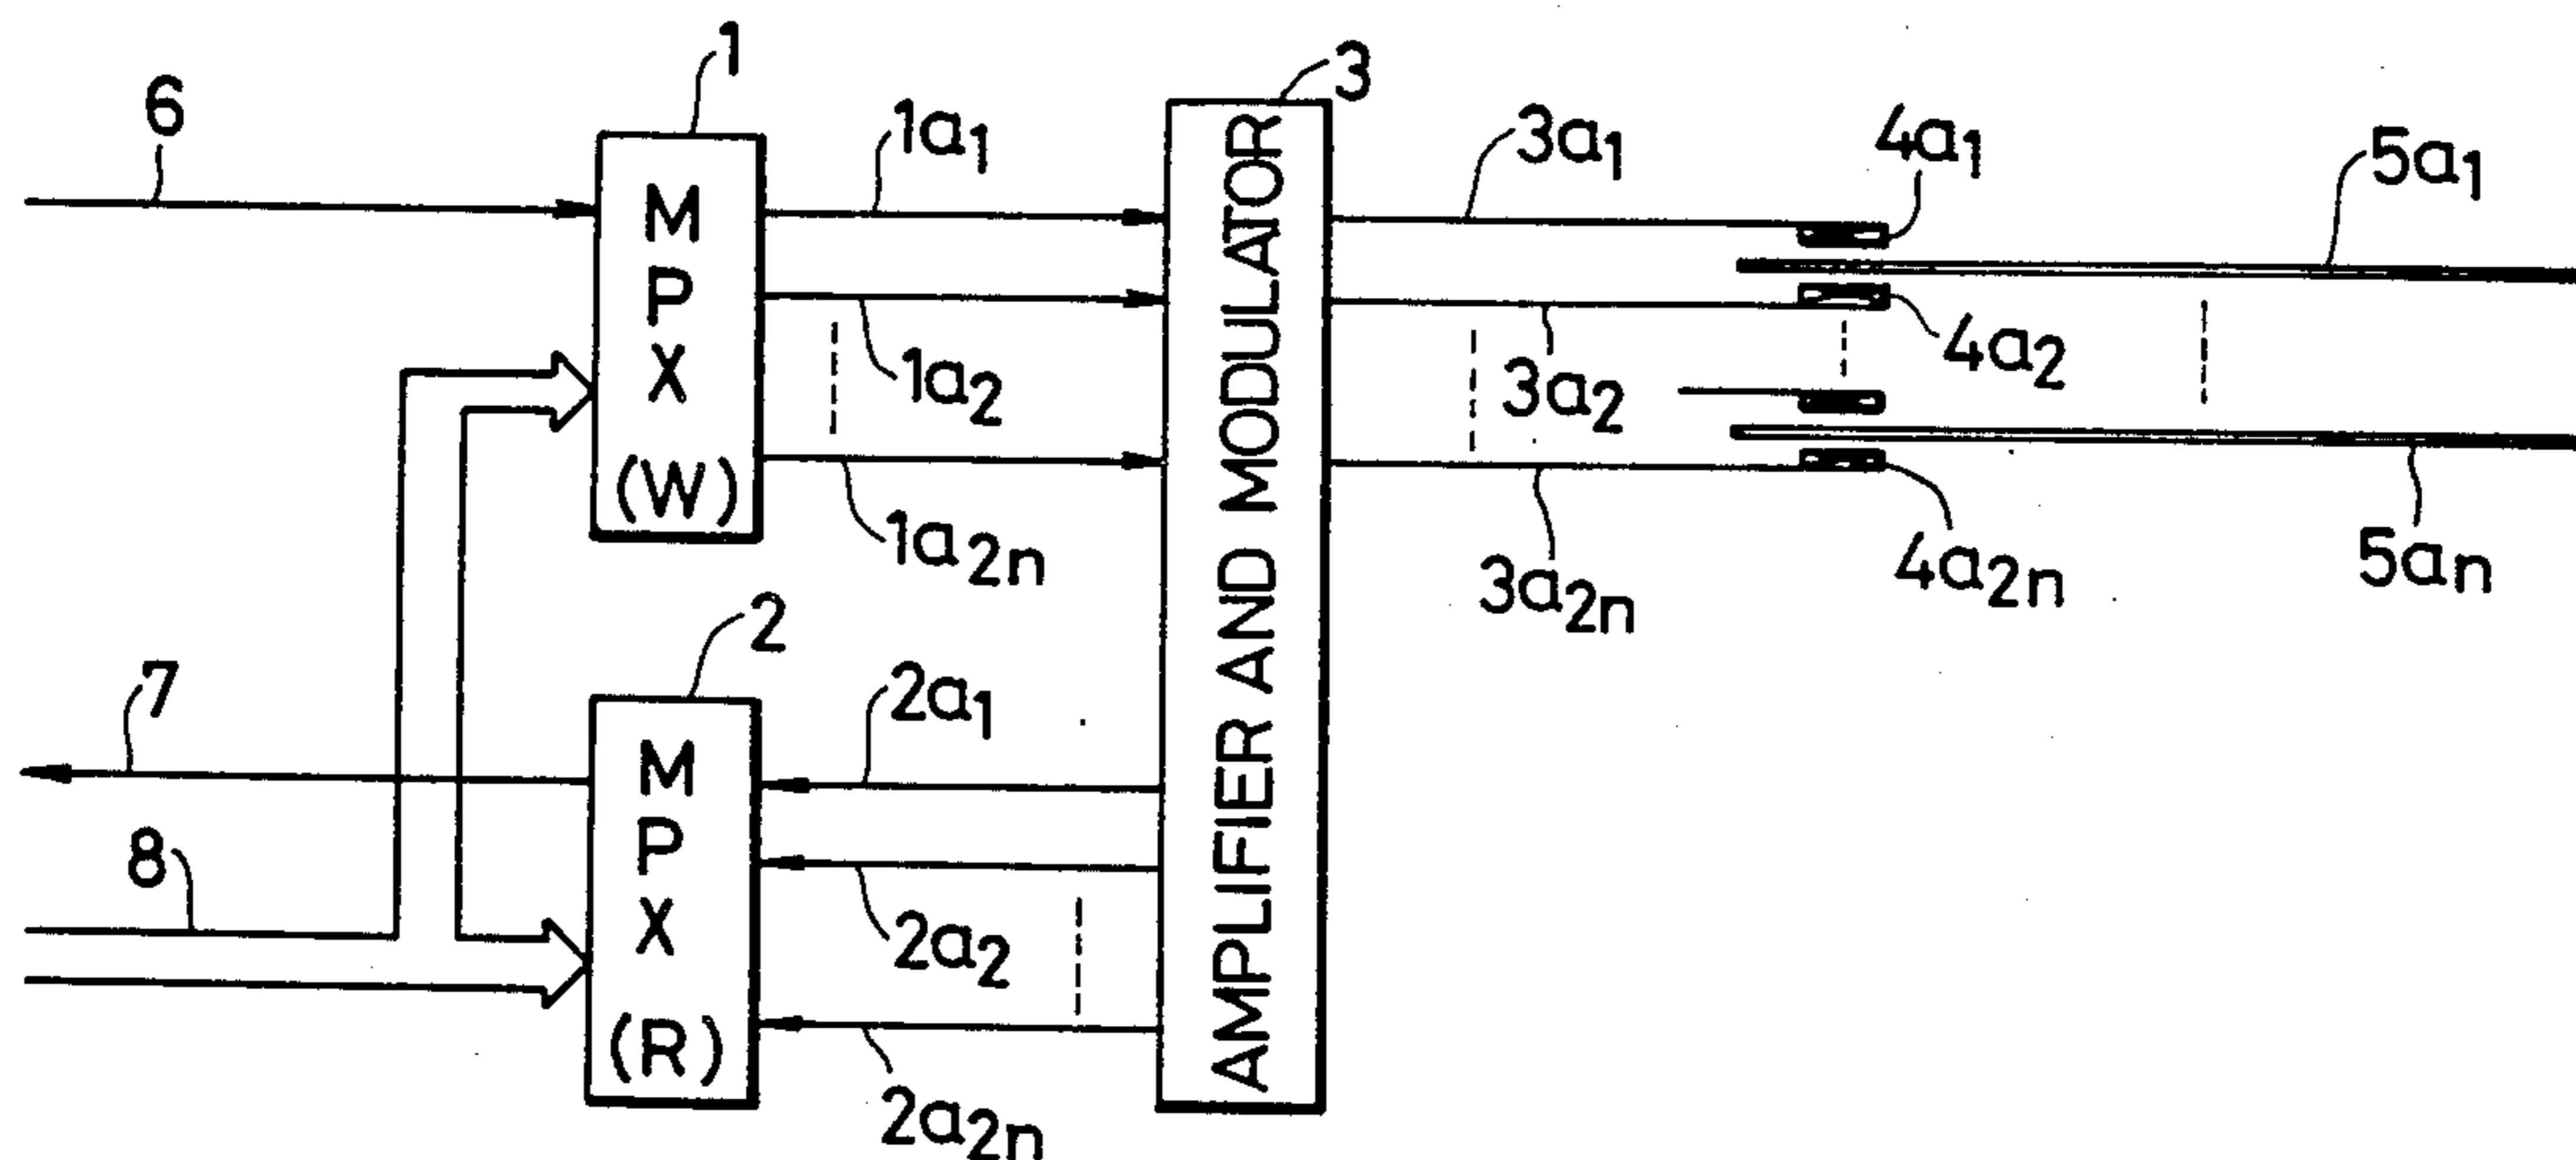 1
3
6
1a1
3a1
4a1
5a1
M
P
X
(W)
1a2
3a2
4a2
1a2n
3a2n
4a2n
5an
AMPLIFIER AND MODULATOR
2
7
2a1
M
P
X
(R)
8
2a2
2a2n